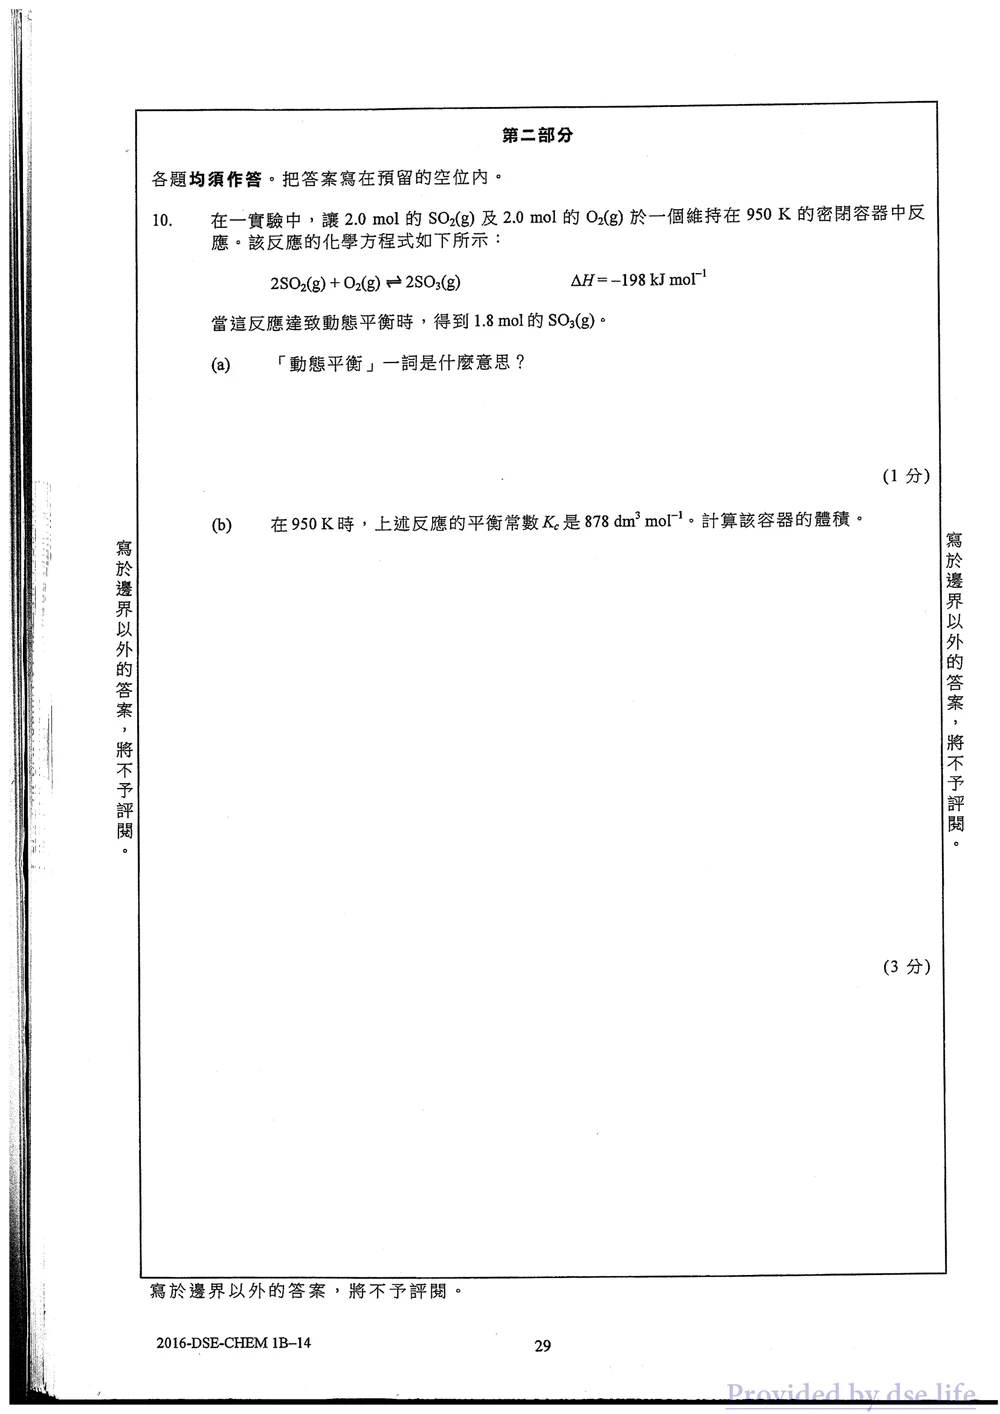 第二部分
各題均須作答。把答案寫在預留的空位內。
10. 在一實驗中，讓 2.0 mol 的 SO₂(g) 及 2.0 mol 的 O₂(g) 於一個維持在 950 K 的密閉容器中反
應。該反應的化學方程式如下所示：
2SO₂(g) + O₂(g) ⇌ 2SO₃(g) ΔH = −198 kJ mol⁻¹
當這反應達致動態平衡時，得到 1.8 mol 的 SO₃(g)。
(a) 「動態平衡」一詞是什麼意思？
(1 分)
(b) 在 950 K 時，上述反應的平衡常數 Kc 是 878 dm³ mol⁻¹。計算該容器的體積。
(3 分)
寫於邊界以外的答案，將不予評閱。
寫於邊界以外的答案，將不予評閱。
寫於邊界以外的答案，將不予評閱。
2016-DSE-CHEM 1B–14
29
Provided by dse.life